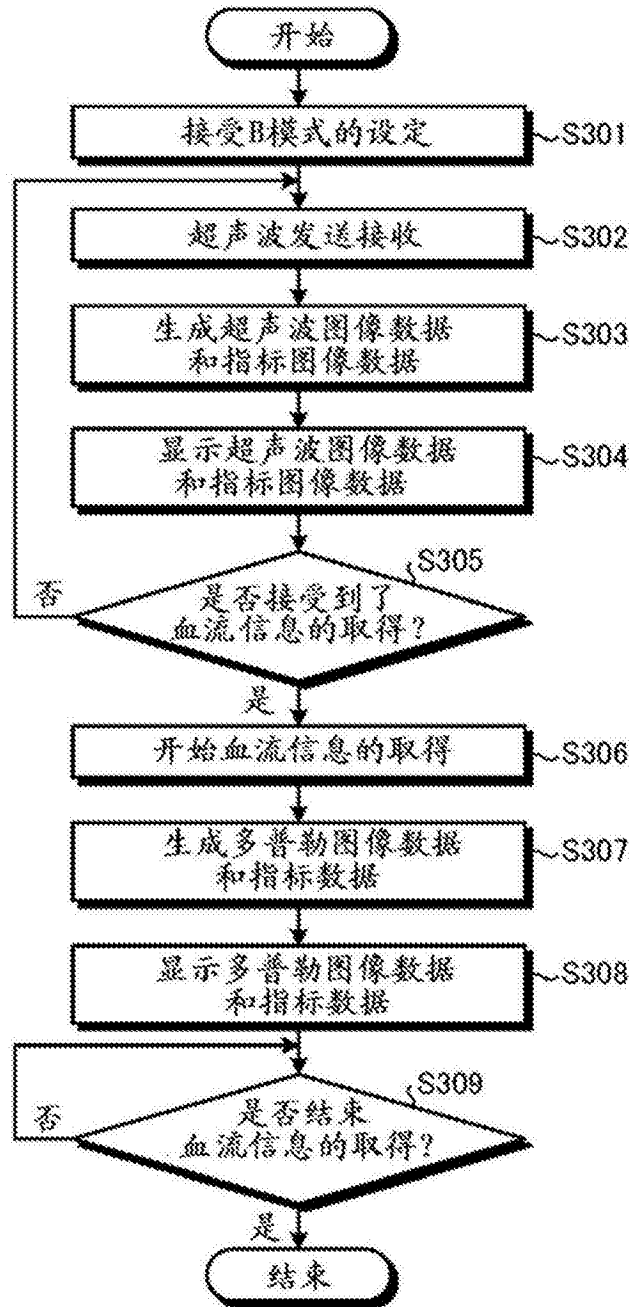 开始
接受B模式的设定
S301
超声波发送接收
S302
生成超声波图像数据
和指标图像数据
S303
显示超声波图像数据
和指标图像数据
S304
S305
是否接受到了
血流信息的取得?
否
是
开始血流信息的取得
S306
生成多普勒图像数据
和指标数据
S307
显示多普勒图像数据
和指标数据
S308
S309
是否结束
血流信息的取得?
否
是
结束